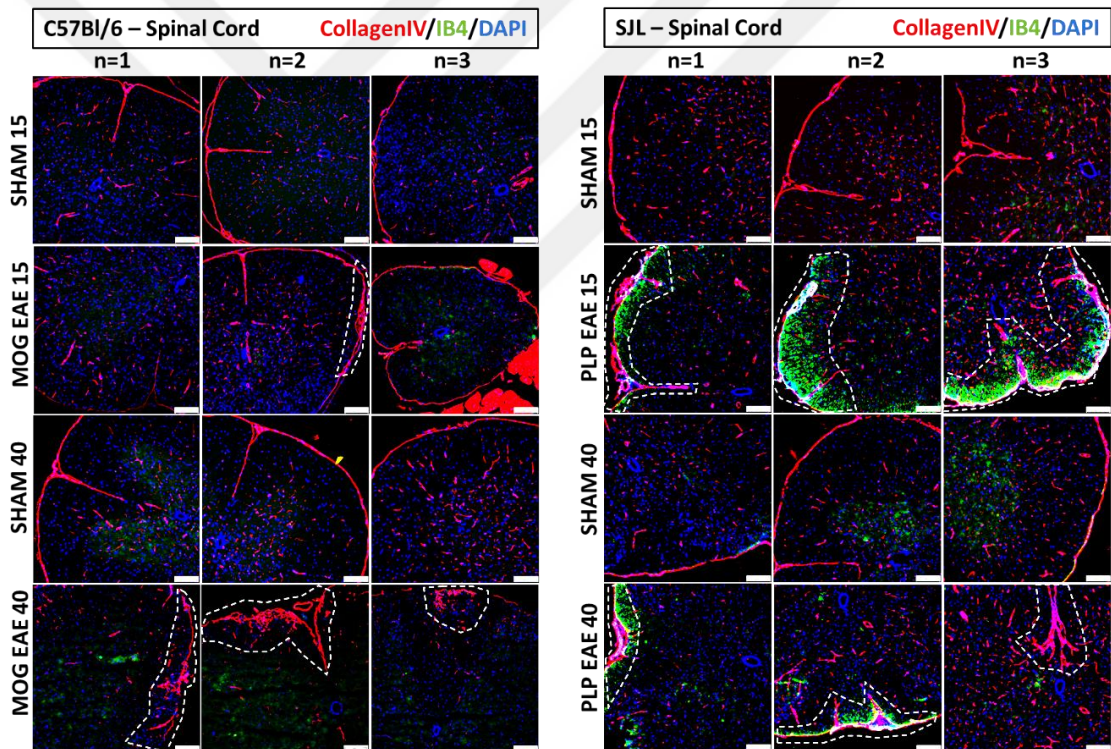 C57Bl/6 – Spinal Cord CollagenIV/IB4/DAPI
n=1 n=2 n=3
SHAM 15
MOG EAE 15
SHAM 40
MOG EAE 40
SJL – Spinal Cord CollagenIV/IB4/DAPI
n=1 n=2 n=3
SHAM 15
PLP EAE 15
SHAM 40
PLP EAE 40